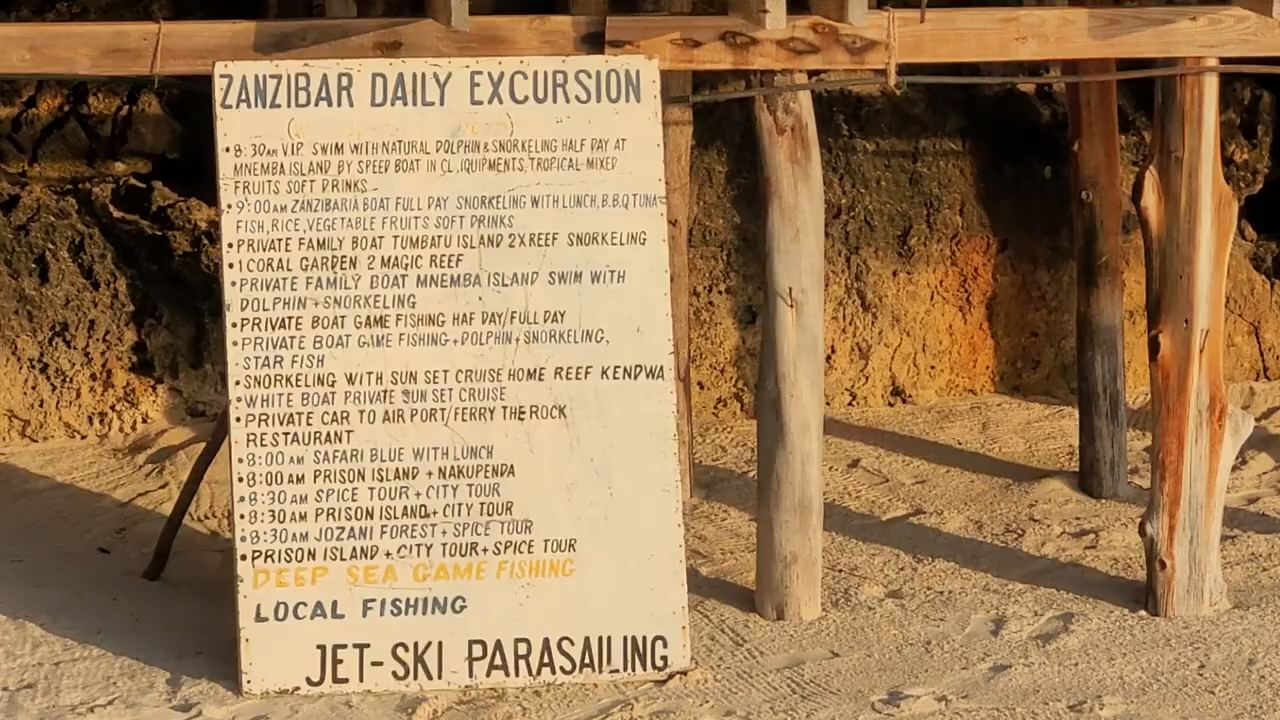 ZANZIBAR DAILY EXCURSION
• 8:30AM V.I.P. SWIM WITH NATURAL DOLPHIN & SNORKELING HALF DAY AT
MNEMBA ISLAND BY SPEED BOAT IN CL, IQUIPMENTS, TROPICAL MIXED
FRUITS SOFT DRINKS
• 9:00AM ZANZIBARIA BOAT FULL DAY SNORKELING WITH LUNCH, B.B.Q TUNA
FISH, RICE, VEGETABLE FRUITS SOFT DRINKS
• PRIVATE FAMILY BOAT TUMBATU ISLAND 2XREEF SNORKELING
• 1 CORAL GARDEN 2 MAGIC REEF
• PRIVATE FAMILY BOAT MNEMBA ISLAND SWIM WITH
DOLPHIN + SNORKELING
• PRIVATE BOAT GAME FISHING HAF DAY/FULL DAY
• PRIVATE BOAT GAME FISHING + DOLPHIN + SNORKELING,
STAR FISH
• SNORKELING WITH SUN SET CRUISE HOME REEF KENDWA
• WHITE BOAT PRIVATE SUN SET CRUISE
• PRIVATE CAR TO AIR PORT/FERRY THE ROCK
RESTAURANT
• 8:00AM SAFARI BLUE WITH LUNCH
• 8:00AM PRISON ISLAND + NAKUPENDA
• 8:30AM SPICE TOUR + CITY TOUR
• 8:30AM PRISON ISLAND + CITY TOUR
• 8:30AM JOZANI FOREST + SPICE TOUR
• PRISON ISLAND + CITY TOUR + SPICE TOUR
DEEP SEA GAME FISHING
LOCAL FISHING
JET-SKI PARASAILING